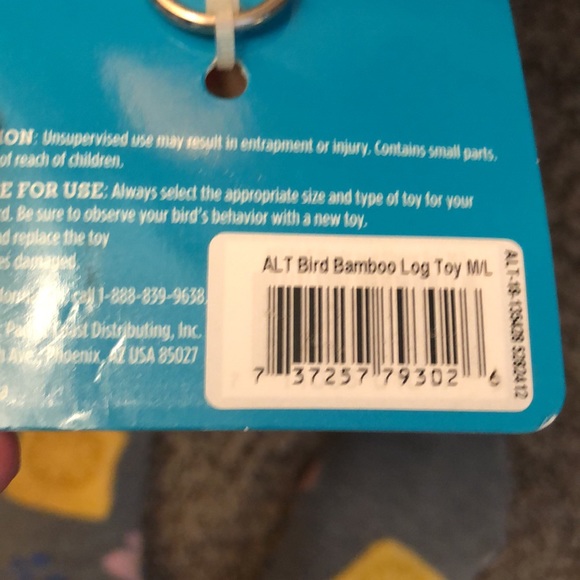 ION: Unsupervised use may result in entrapment or injury. Contains small parts.
of reach of children.
E FOR USE: Always select the appropriate size and type of toy for your
d. Be sure to observe your bird's behavior with a new toy.
d replace the toy
es damaged.
call 1-888-839-9638
Coast Distributing, Inc.
Ave., Phoenix, AZ USA 85027
ALT Bird Bamboo Log Toy M/L
7 37257 79302 6